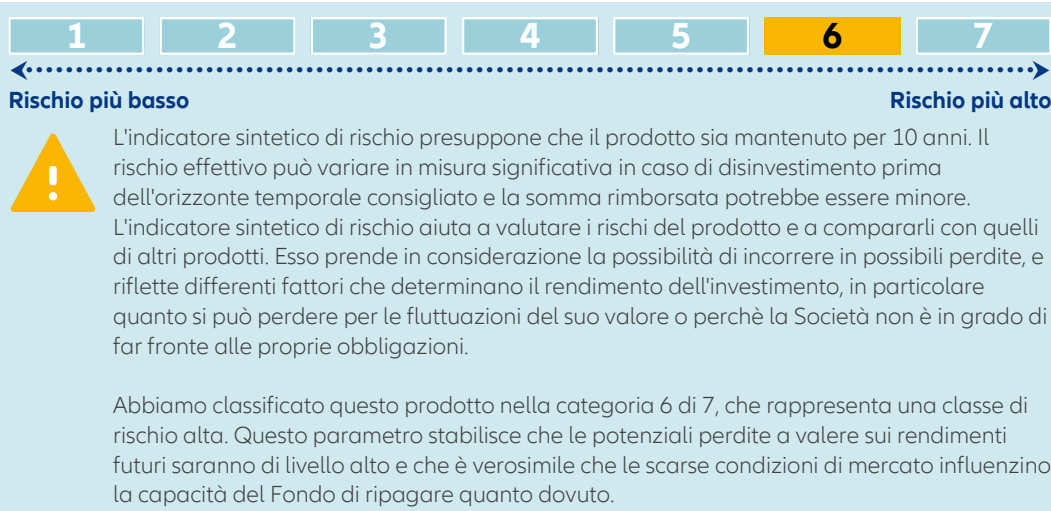 1 2 3 4 5 6 7
Rischio più basso Rischio più alto
L'indicatore sintetico di rischio presuppone che il prodotto sia mantenuto per 10 anni. Il
rischio effettivo può variare in misura significativa in caso di disinvestimento prima
dell'orizzonte temporale consigliato e la somma rimborsata potrebbe essere minore.
L'indicatore sintetico di rischio aiuta a valutare i rischi del prodotto e a compararli con quelli
di altri prodotti. Esso prende in considerazione la possibilità di incorrere in possibili perdite, e
riflette differenti fattori che determinano il rendimento dell'investimento, in particolare
quanto si può perdere per le fluttuazioni del suo valore o perchè la Società non è in grado di
far fronte alle proprie obbligazioni.
Abbiamo classificato questo prodotto nella categoria 6 di 7, che rappresenta una classe di
rischio alta. Questo parametro stabilisce che le potenziali perdite a valere sui rendimenti
futuri saranno di livello alto e che è verosimile che le scarse condizioni di mercato influenzino
la capacità del Fondo di ripagare quanto dovuto.